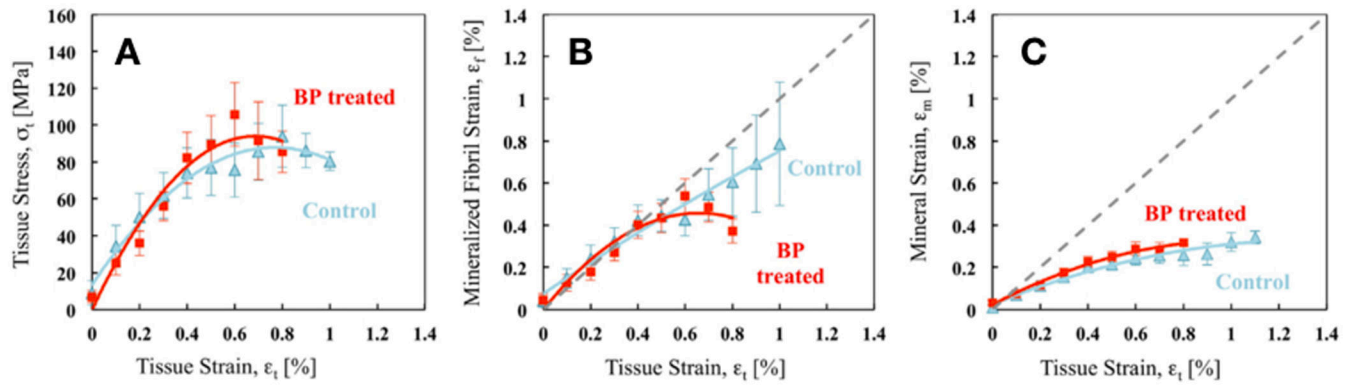 A
Tissue Stress, σt [MPa]
160
140
120
100
80
60
40
20
0
BP treated
Control
0 0.2 0.4 0.6 0.8 1 1.2 1.4
Tissue Strain, εt [%]
B
Mineralized Fibril Strain, εf [%]
1.4
1.2
1.0
0.8
0.6
0.4
0.2
0
Control
BP
treated
0 0.2 0.4 0.6 0.8 1 1.2 1.4
Tissue Strain, εt [%]
C
Mineral Strain, εm [%]
1.4
1.2
1.0
0.8
0.6
0.4
0.2
0
BP treated
Control
0 0.2 0.4 0.6 0.8 1 1.2 1.4
Tissue Strain, εt [%]